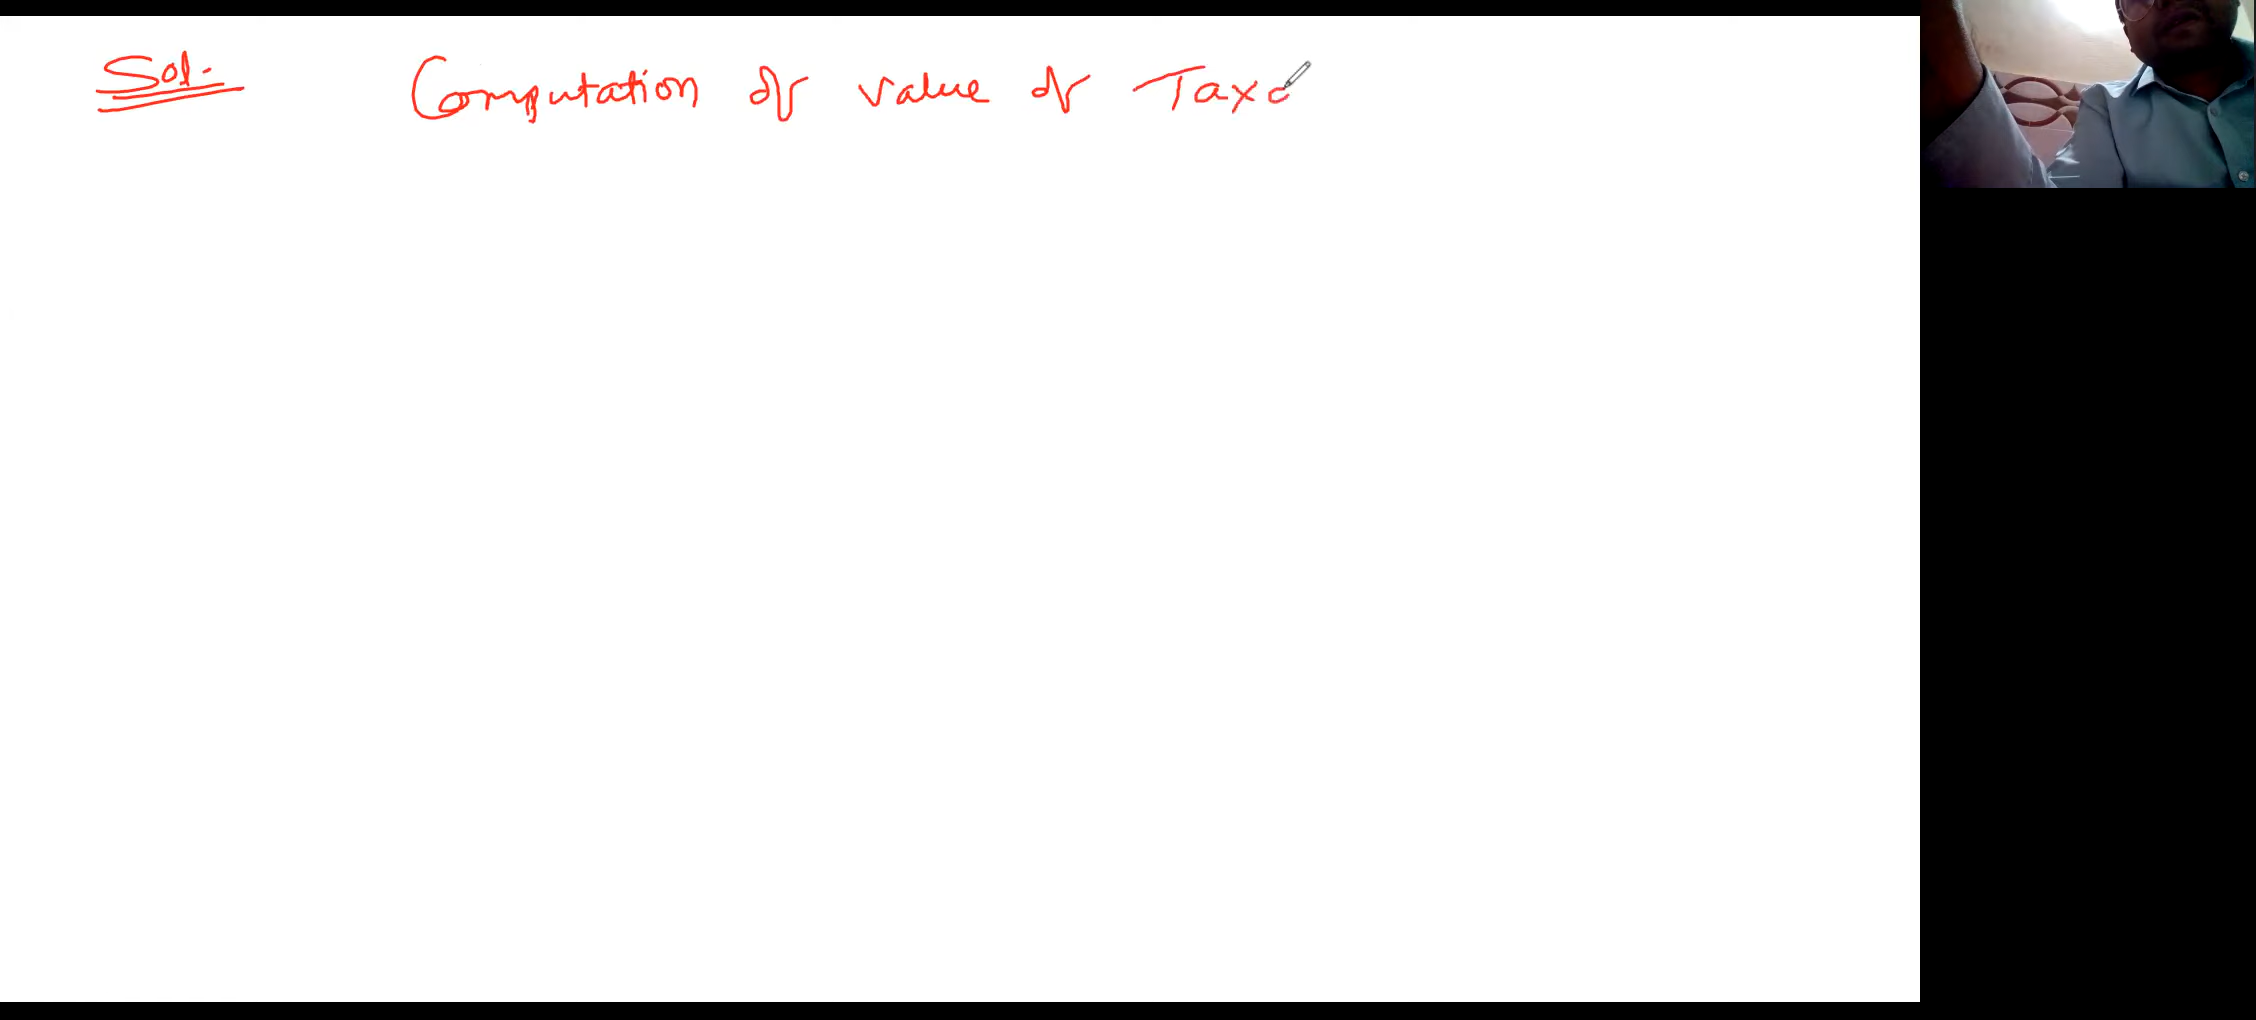 Sol.
Computation of value of Taxa